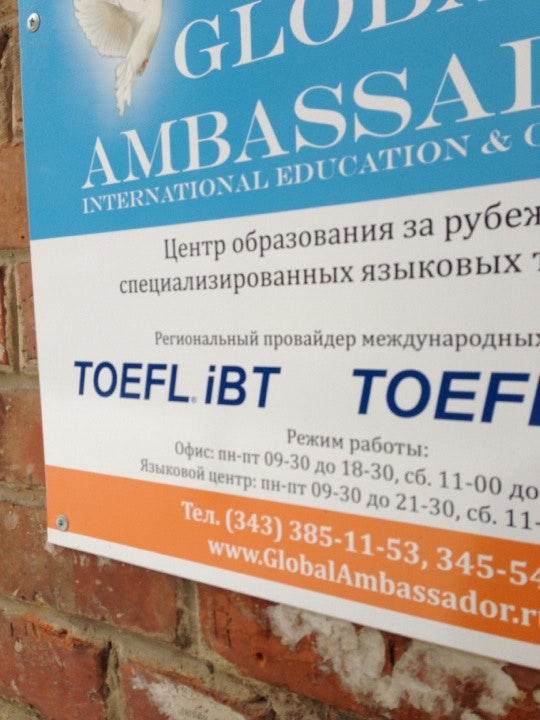 GLOBA
AMBASSAD
INTERNATIONAL EDUCATION &
Центр образования за рубеж
специализированных языковых т
Региональный провайдер международных
TOEFL® iBT TOEFL
Режим работы:
Офис: пн-пт 09-30 до 18-30, сб. 11-00 до
Языковой центр: пн-пт 09-30 до 21-30, сб. 11-
Тел. (343) 385-11-53, 345-54
www.GlobalAmbassador.ru